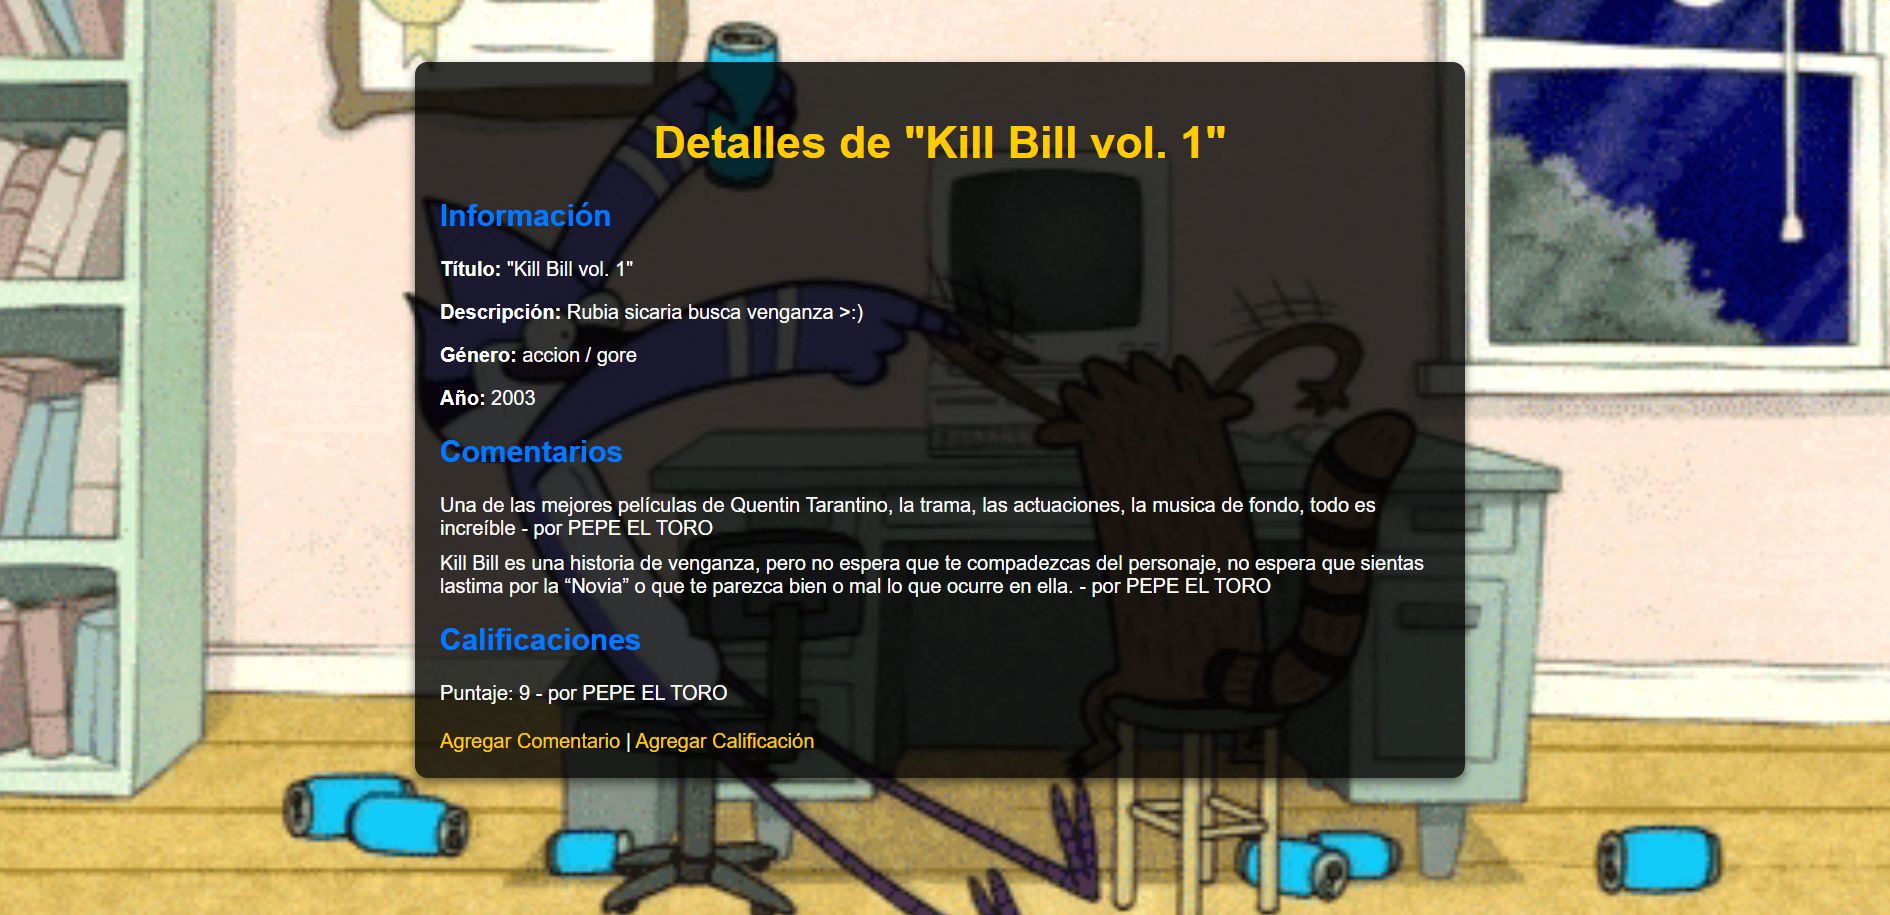 Detalles de "Kill Bill vol. 1"
Información
Título: "Kill Bill vol. 1"
Descripción: Rubia sicaria busca venganza >:)
Género: accion / gore
Año: 2003
Comentarios
Una de las mejores películas de Quentin Tarantino, la trama, las actuaciones, la musica de fondo, todo es
increíble - por PEPE EL TORO
Kill Bill es una historia de venganza, pero no espera que te compadezcas del personaje, no espera que sientas
lastima por la “Novia” o que te parezca bien o mal lo que ocurre en ella. - por PEPE EL TORO
Calificaciones
Puntaje: 9 - por PEPE EL TORO
Agregar Comentario | Agregar Calificación